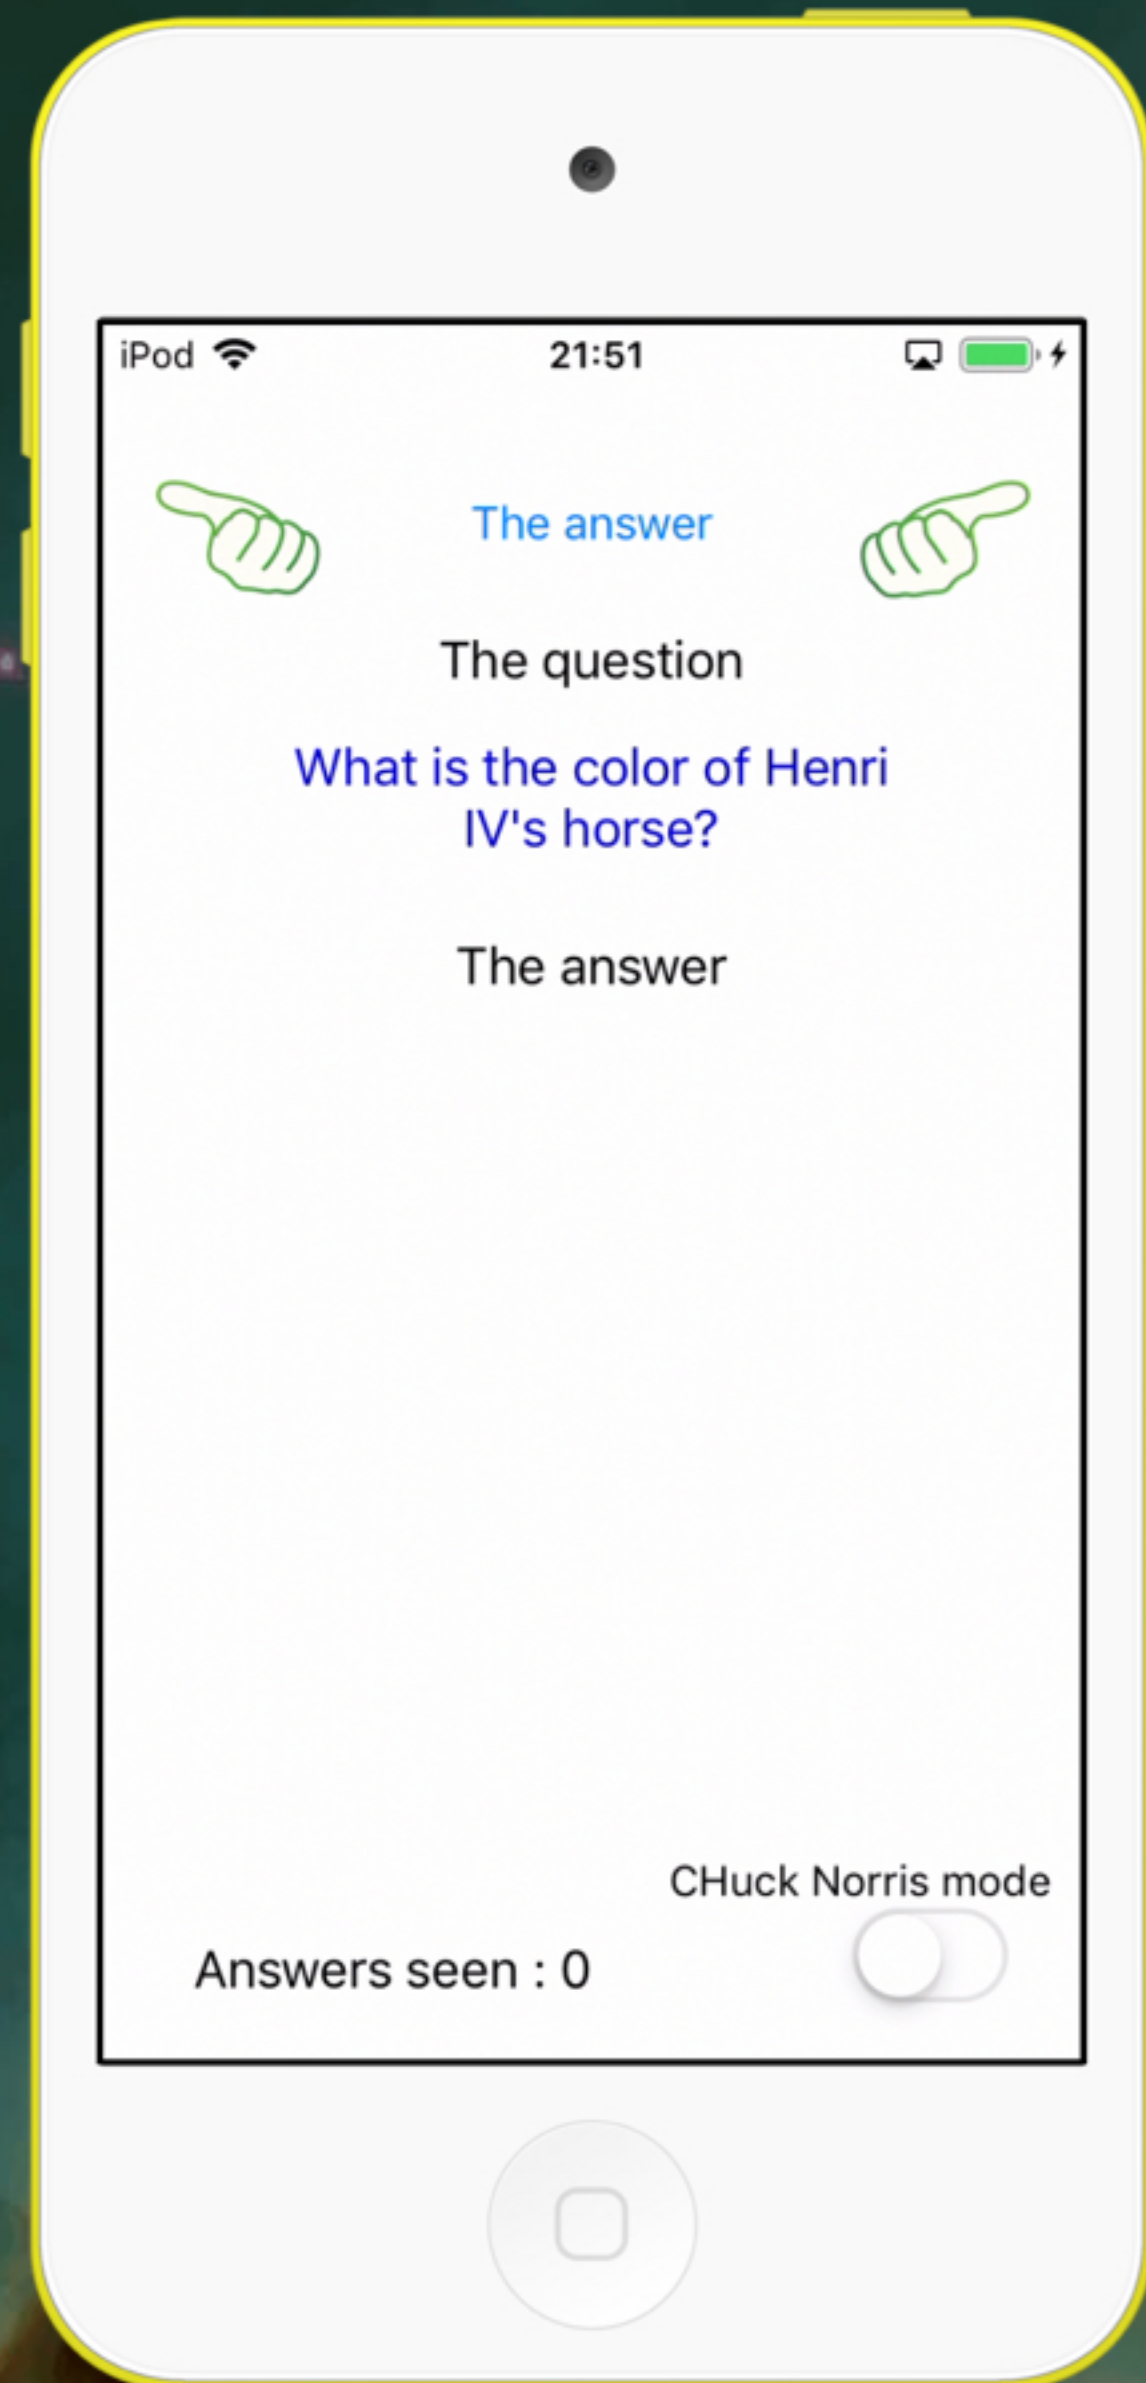 iPod 21:51
The answer
The question
What is the color of Henri
IV's horse?
The answer
CHuck Norris mode
Answers seen : 0